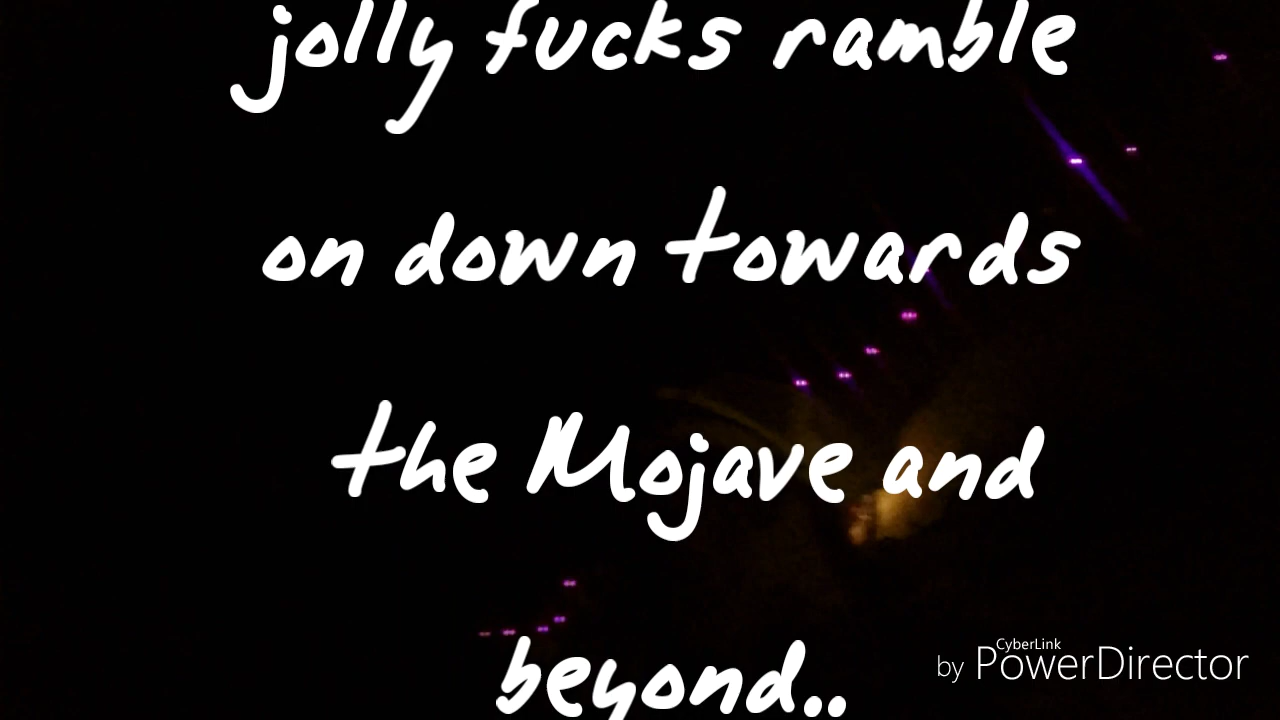 jolly fucks ramble
on down towards
the Mojave and
beyond..
by CyberLink PowerDirector